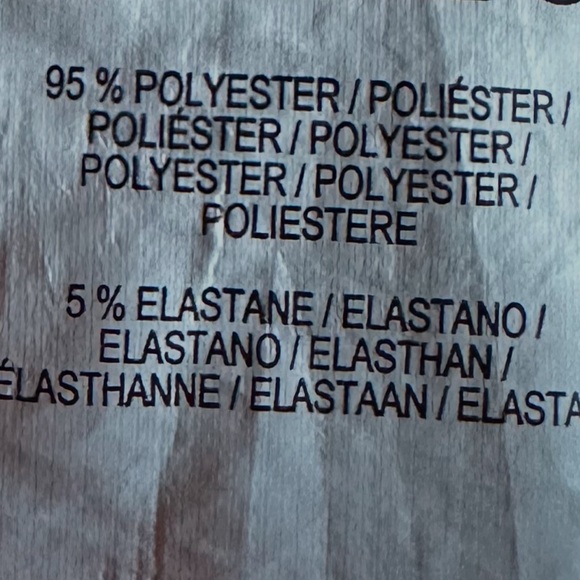 95 % POLYESTER / POLIÉSTER /
POLIÉSTER / POLYESTER /
POLYESTER / POLYESTER /
POLIESTERE
5 % ELASTANE / ELASTANO /
ELASTANO / ELASTHAN /
ÉLASTHANNE / ELASTAAN /